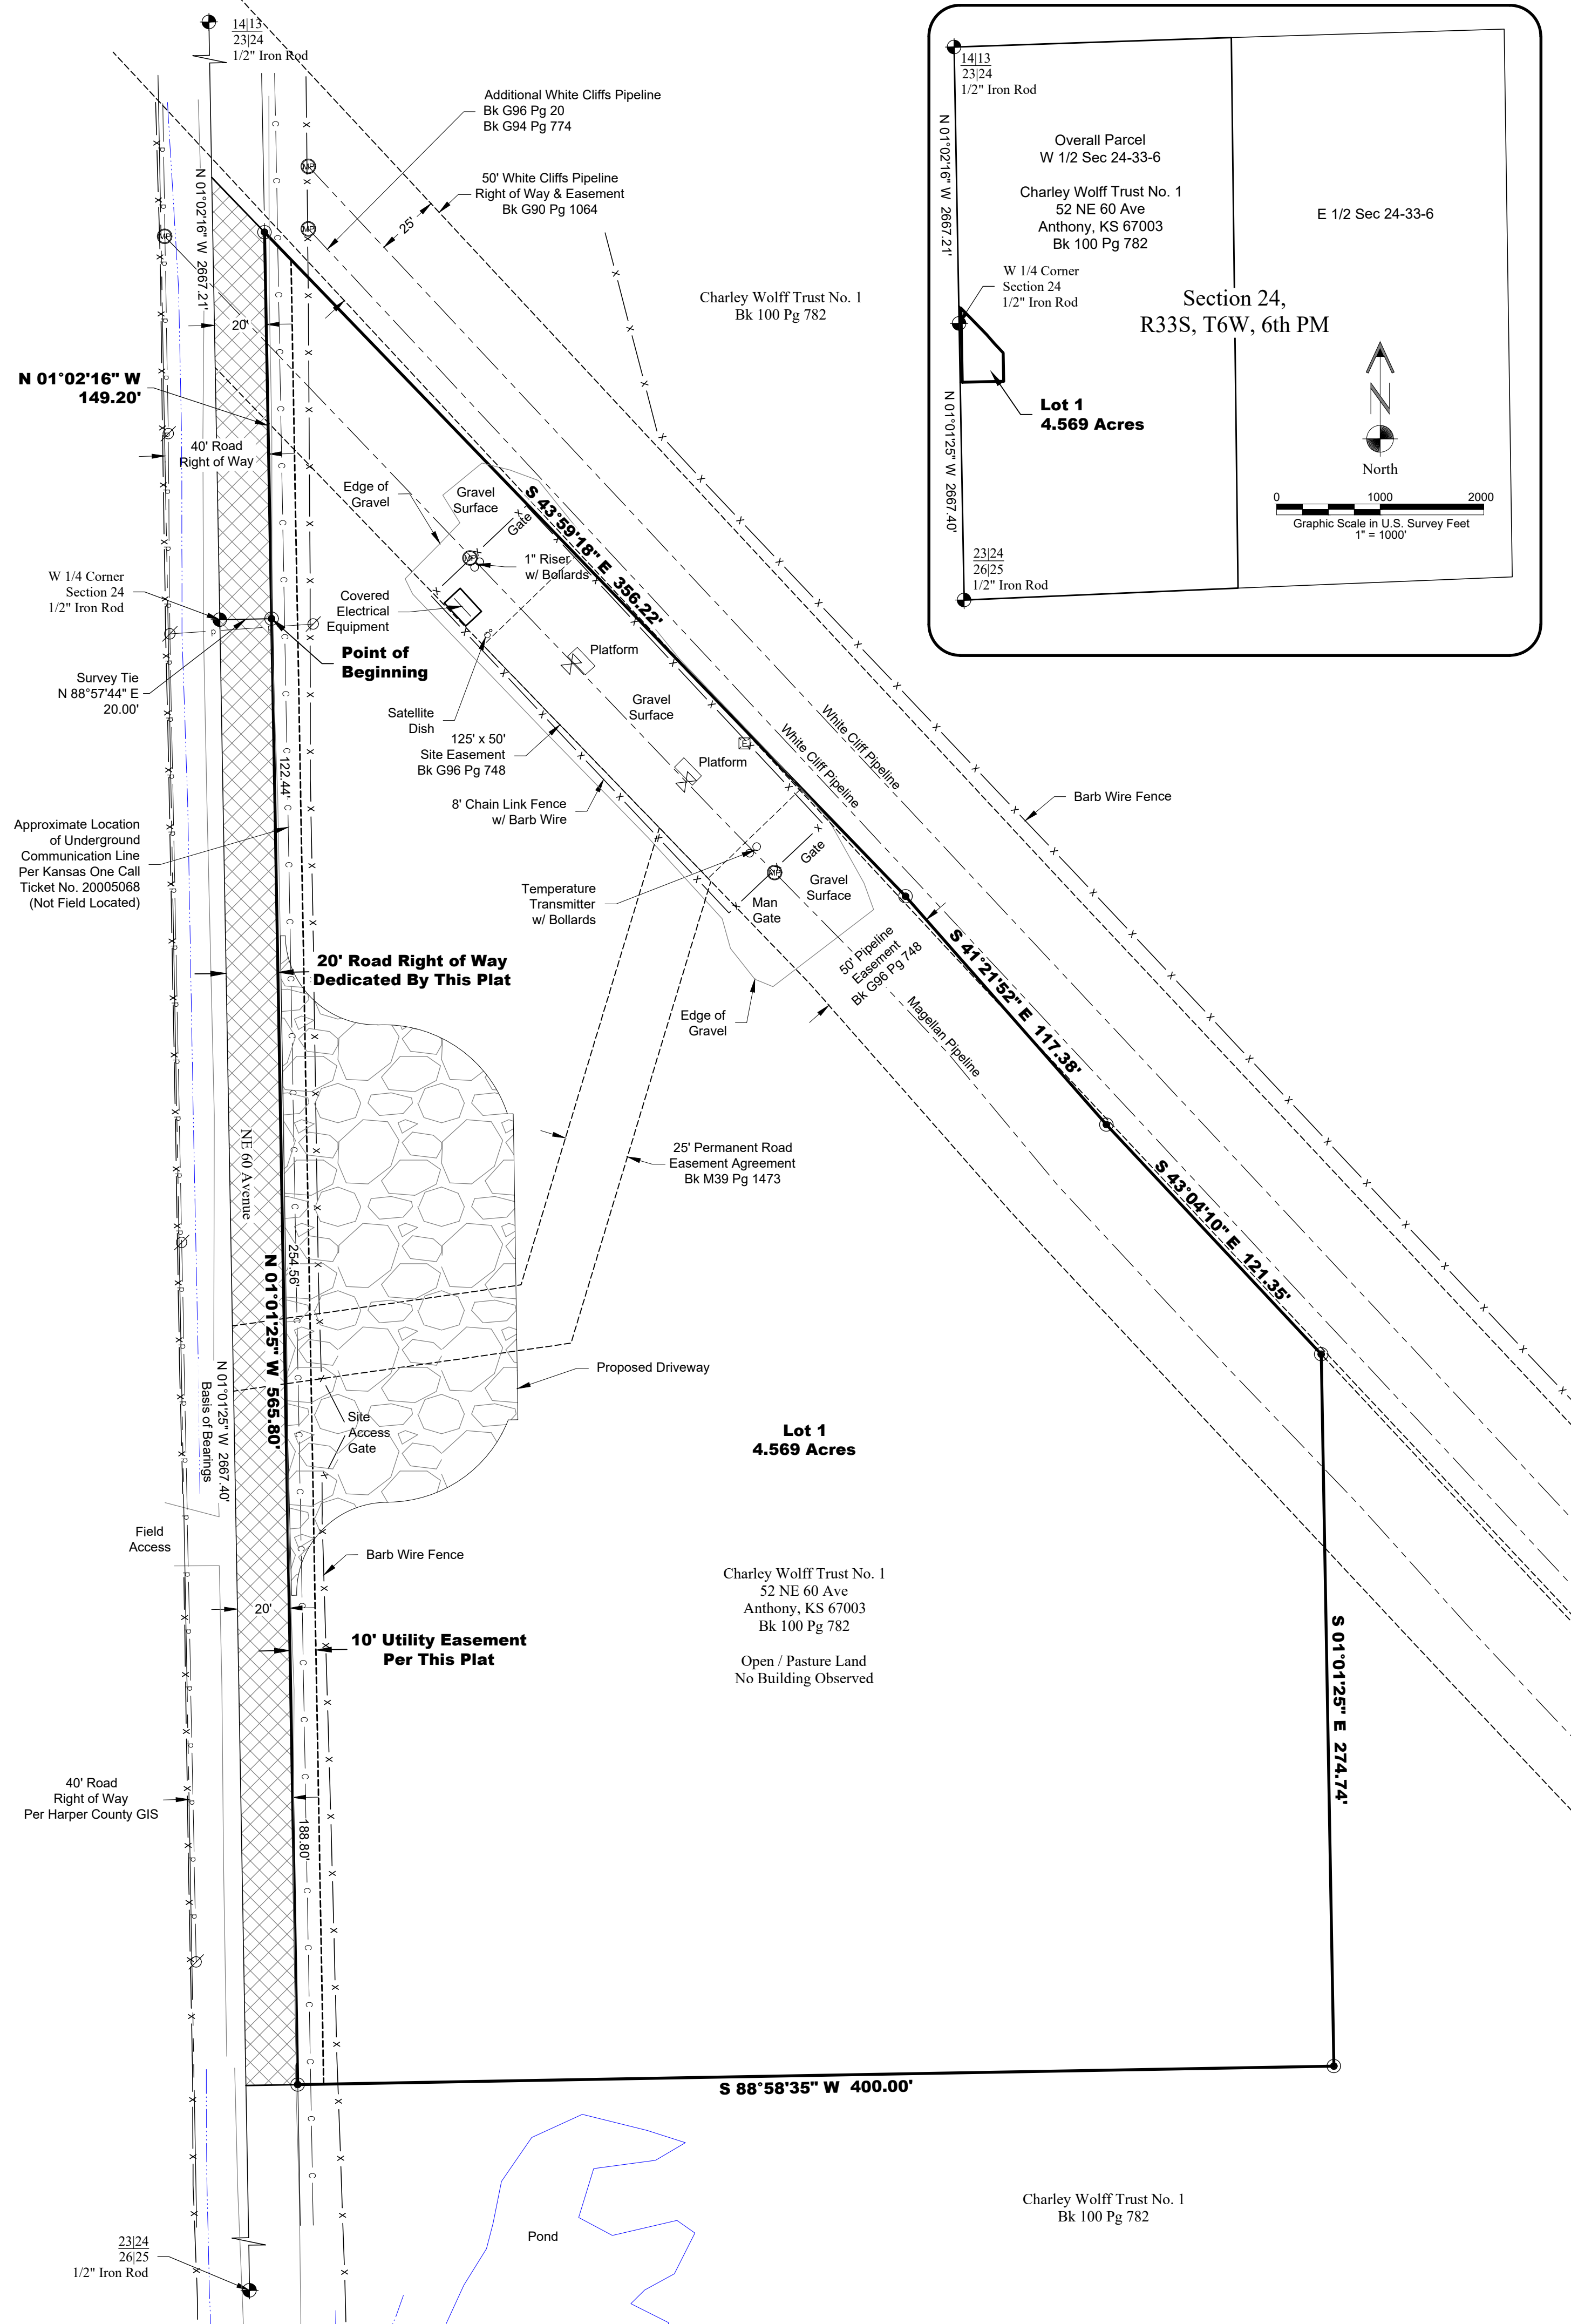 14|13
23|24
1/2" Iron Rod
Additional White Cliffs Pipeline
Bk G96 Pg 20
Bk G94 Pg 774
50' White Cliffs Pipeline
Right of Way & Easement
Bk G90 Pg 1064
25'
N 01°02'16" W 2667.21'
20'
N 01°02'16" W
149.20'
40' Road
Right of Way
Charley Wolff Trust No. 1
Bk 100 Pg 782
Edge of
Gravel
Gravel
Surface
Gate
S 43°59'18" E 356.22'
1" Riser
w/ Bollards
W 1/4 Corner
Section 24
1/2" Iron Rod
Covered
Electrical
Equipment
Point of
Beginning
Platform
Survey Tie
N 88°57'44" E
20.00'
Satellite
Dish
Gravel
Surface
125' x 50'
Site Easement
Bk G96 Pg 748
Platform
White Cliff Pipeline
White Cliff Pipeline
122.44'
8' Chain Link Fence
w/ Barb Wire
Barb Wire Fence
Approximate Location
of Underground
Communication Line
Per Kansas One Call
Ticket No. 20005068
(Not Field Located)
Gate
Temperature
Transmitter
w/ Bollards
Man
Gate
Gravel
Surface
20' Road Right of Way
Dedicated By This Plat
50' Pipeline
Easement
Bk G96 Pg 748
S 41°21'52" E 117.38'
Edge of
Gravel
Magellan Pipeline
NE 60 Avenue
25' Permanent Road
Easement Agreement
Bk M39 Pg 1473
S 43°04'10" E 121.35'
254.56'
N 01°01'25" W 565.80'
N 01°01'25" W 2667.40'
Basis of Bearings
Proposed Driveway
Site
Access
Gate
Lot 1
4.569 Acres
Field
Access
Barb Wire Fence
Charley Wolff Trust No. 1
52 NE 60 Ave
Anthony, KS 67003
Bk 100 Pg 782
Open / Pasture Land
No Building Observed
20'
10' Utility Easement
Per This Plat
S 01°01'25" E 274.74'
40' Road
Right of Way
Per Harper County GIS
188.80'
S 88°58'35" W 400.00'
Pond
Charley Wolff Trust No. 1
Bk 100 Pg 782
23|24
26|25
1/2" Iron Rod
14|13
23|24
1/2" Iron Rod
N 01°02'16" W 2667.21'
Overall Parcel
W 1/2 Sec 24-33-6
Charley Wolff Trust No. 1
52 NE 60 Ave
Anthony, KS 67003
Bk 100 Pg 782
E 1/2 Sec 24-33-6
W 1/4 Corner
Section 24
1/2" Iron Rod
Section 24,
R33S, T6W, 6th PM
Lot 1
4.569 Acres
N 01°01'25" W 2667.40'
N
North
0 1000 2000
Graphic Scale in U.S. Survey Feet
1" = 1000'
23|24
26|25
1/2" Iron Rod